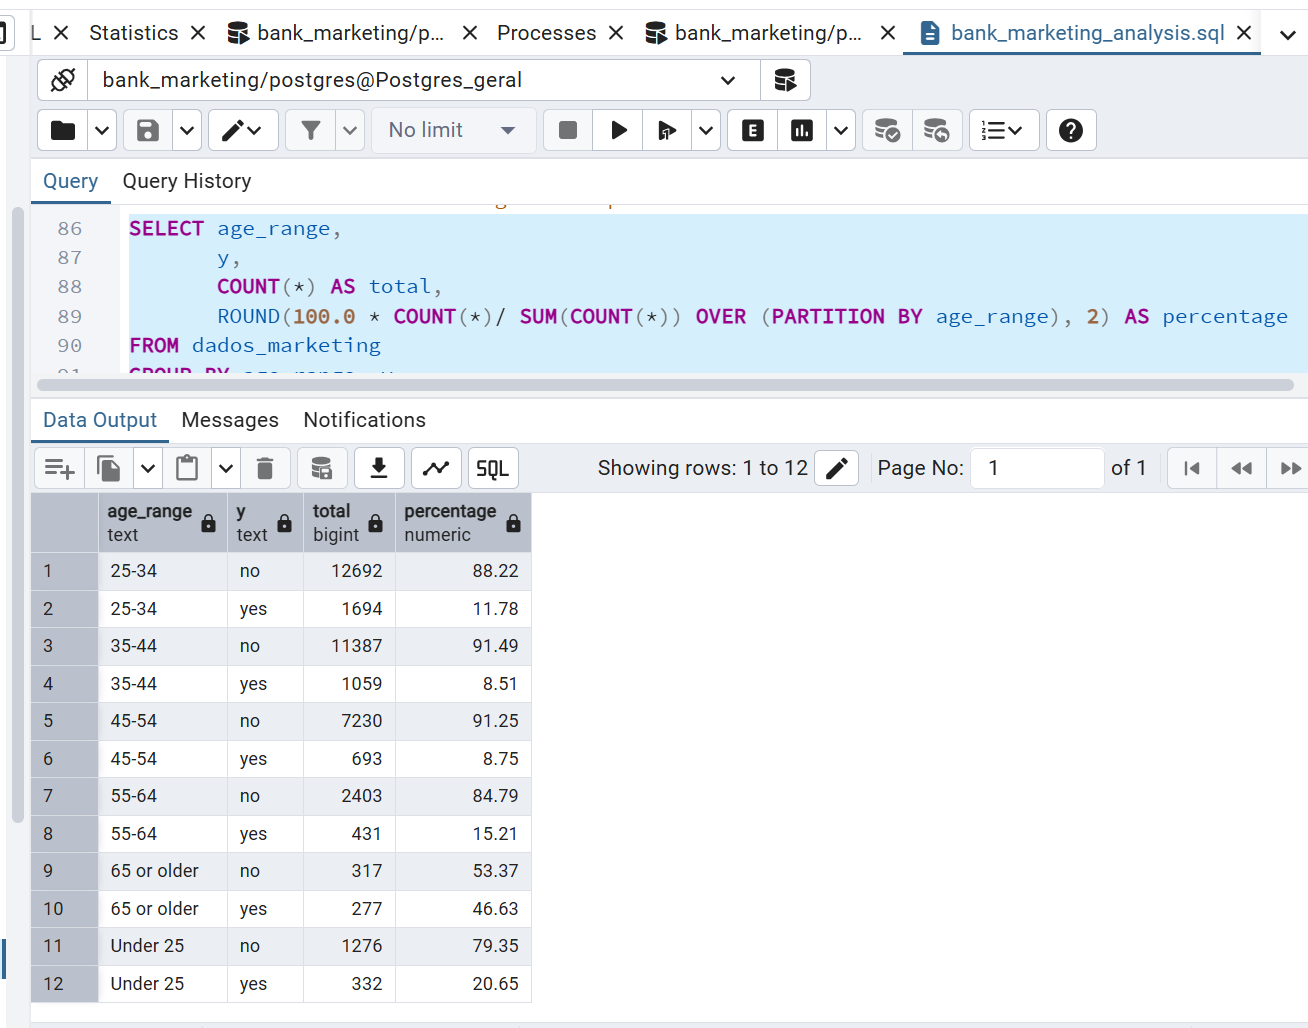 L Statistics bank_marketing/p... Processes bank_marketing/p... bank_marketing_analysis.sql
bank_marketing/postgres@Postgres_geral
No limit E
Query Query History
86 SELECT age_range,
87 y,
88 COUNT(*) AS total,
89 ROUND(100.0 * COUNT(*)/ SUM(COUNT(*)) OVER (PARTITION BY age_range), 2) AS percentage
90 FROM dados_marketing
91 GROUP BY age_range, y
Data Output Messages Notifications
SQL Showing rows: 1 to 12 Page No: 1 of 1
age_range y total percentage
text text bigint numeric
1 25-34 no 12692 88.22
2 25-34 yes 1694 11.78
3 35-44 no 11387 91.49
4 35-44 yes 1059 8.51
5 45-54 no 7230 91.25
6 45-54 yes 693 8.75
7 55-64 no 2403 84.79
8 55-64 yes 431 15.21
9 65 or older no 317 53.37
10 65 or older yes 277 46.63
11 Under 25 no 1276 79.35
12 Under 25 yes 332 20.65